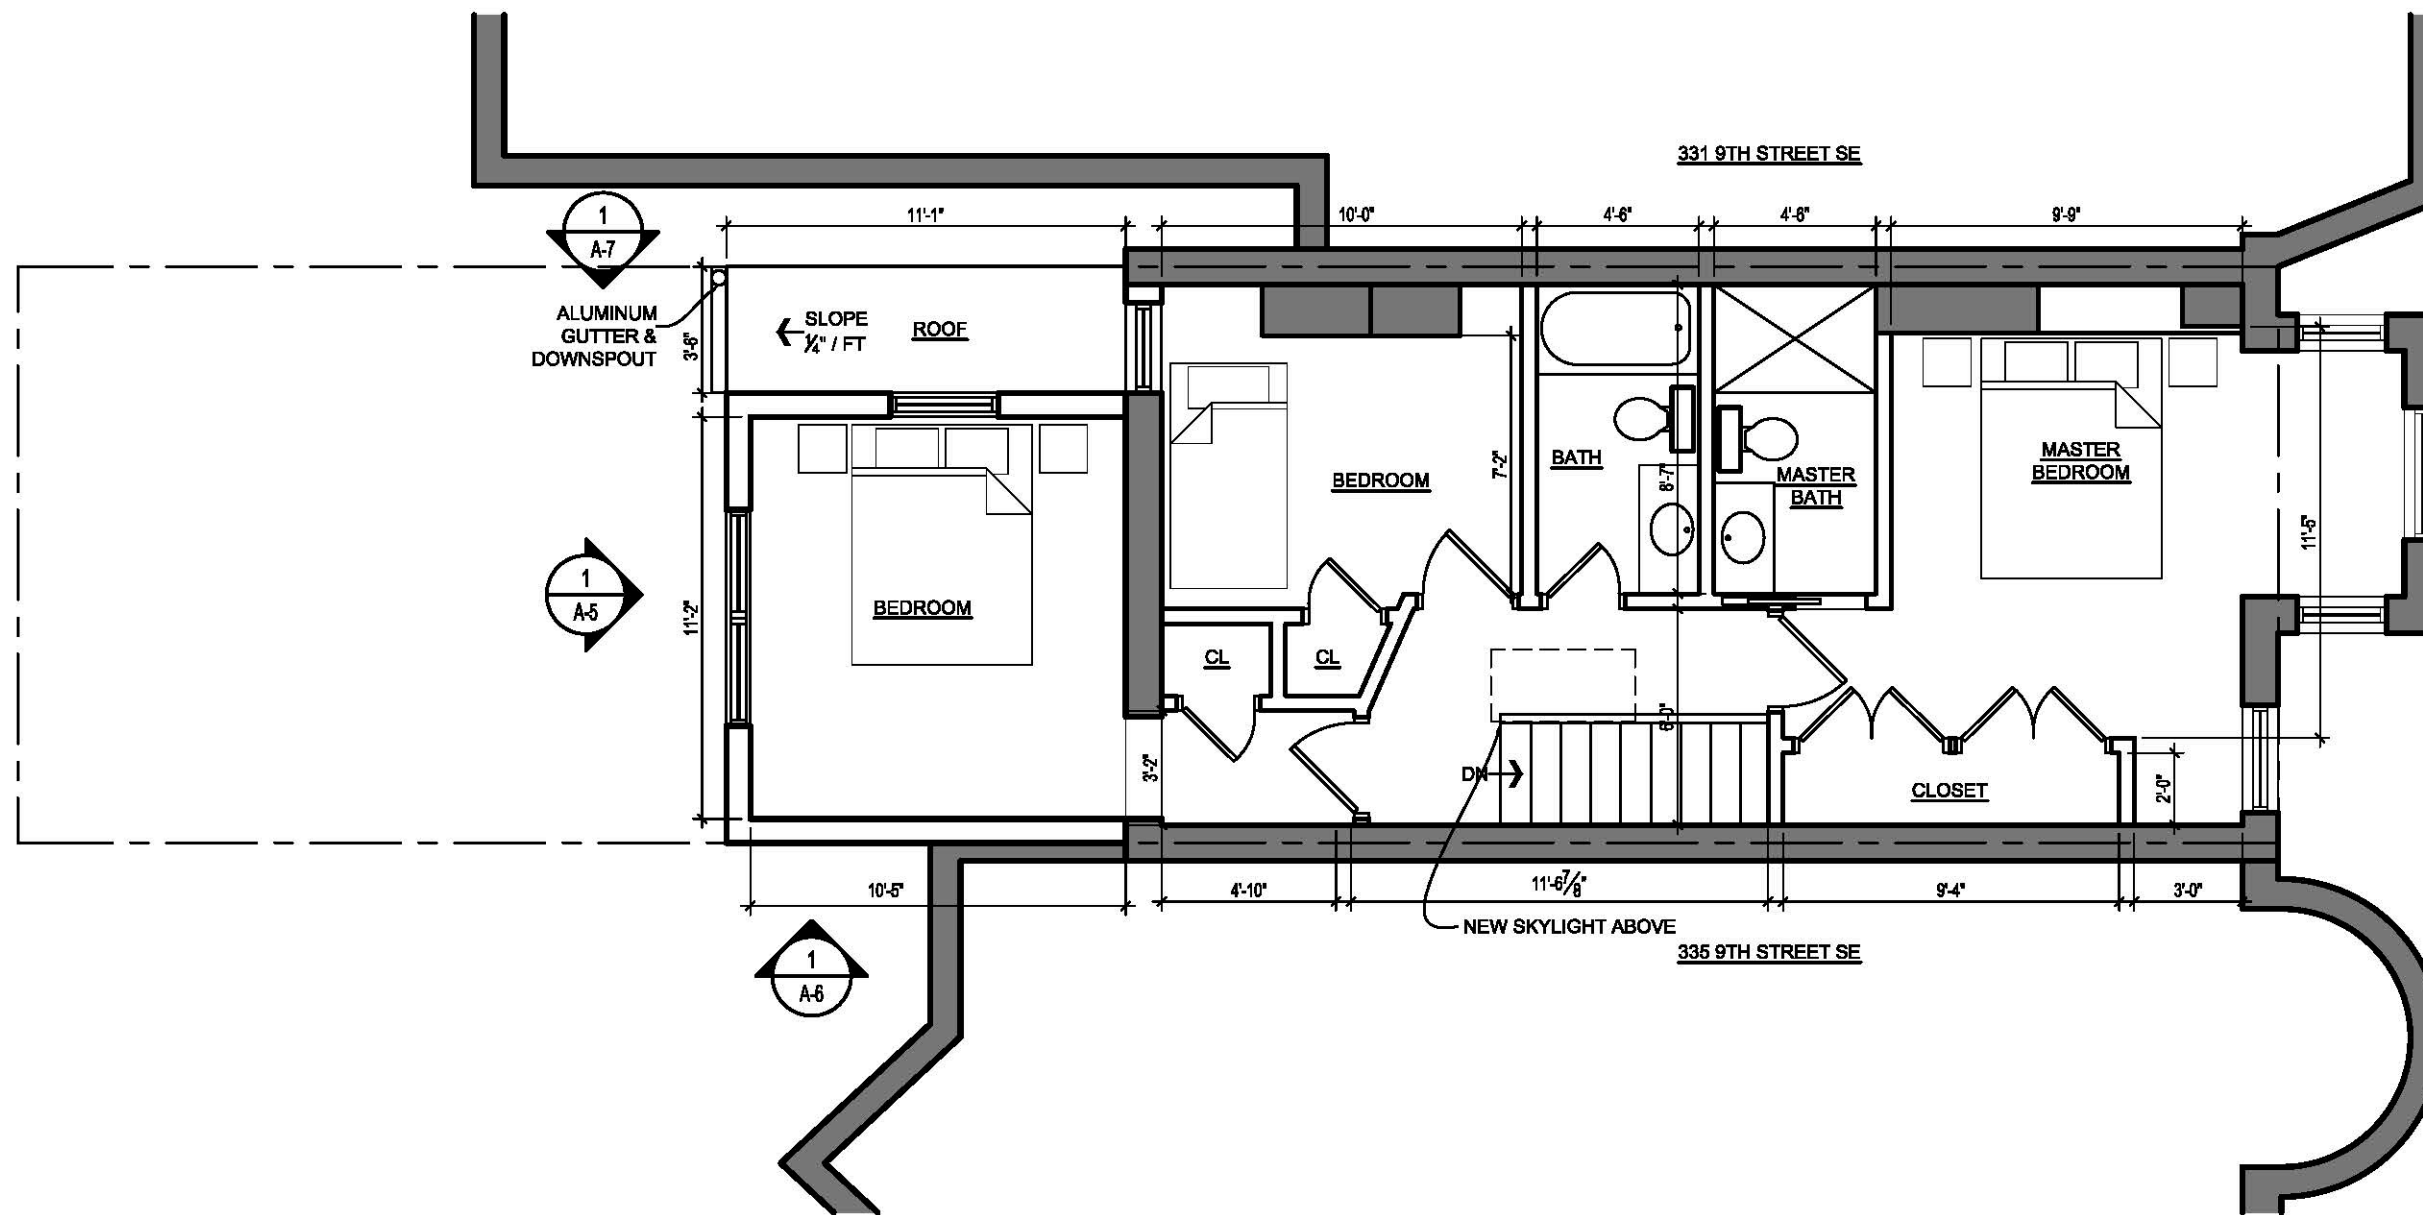 331 9TH STREET SE
1
A-7
11'-1"
10'-0"
4'-6"
4'-6"
9'-9"
ALUMINUM
GUTTER &
DOWNSPOUT
3'-6"
SLOPE
1/4" / FT
ROOF
BEDROOM
7'-2"
BATH
8'-7"
MASTER
BATH
MASTER
BEDROOM
11'-5"
1
A-5
11'-2"
BEDROOM
CL
CL
6'-0"
3'-2"
DN
CLOSET
2'-0"
10'-5"
4'-10"
11'-6 7/8"
9'-4"
3'-0"
NEW SKYLIGHT ABOVE
335 9TH STREET SE
1
A-6